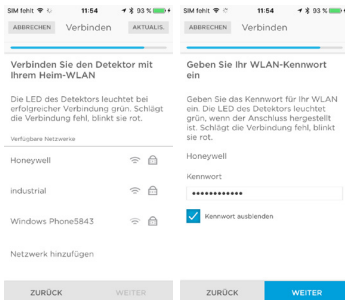 SIM fehlt 11:54 93 %
ABBRECHEN Verbinden AKTUALIS.
Verbinden Sie den Detektor mit
Ihrem Heim-WLAN
Die LED des Detektors leuchtet bei
erfolgreicher Verbindung grün. Schlägt
die Verbindung fehl, blinkt sie rot.
Verfügbare Netzwerke
Honeywell
industrial
Windows Phone5843
Netzwerk hinzufügen
ZURÜCK WEITER
SIM fehlt 11:54 93 %
ABBRECHEN Verbinden
Geben Sie Ihr WLAN-Kennwort
ein
Geben Sie das Kennwort für Ihr WLAN
ein. Die LED des Detektors leuchtet
grün, wenn der Anschluss hergestellt
ist. Schlägt die Verbindung fehl, blinkt
sie rot.
Honeywell
Kennwort
••••••••••••
Kennwort ausblenden
ZURÜCK WEITER